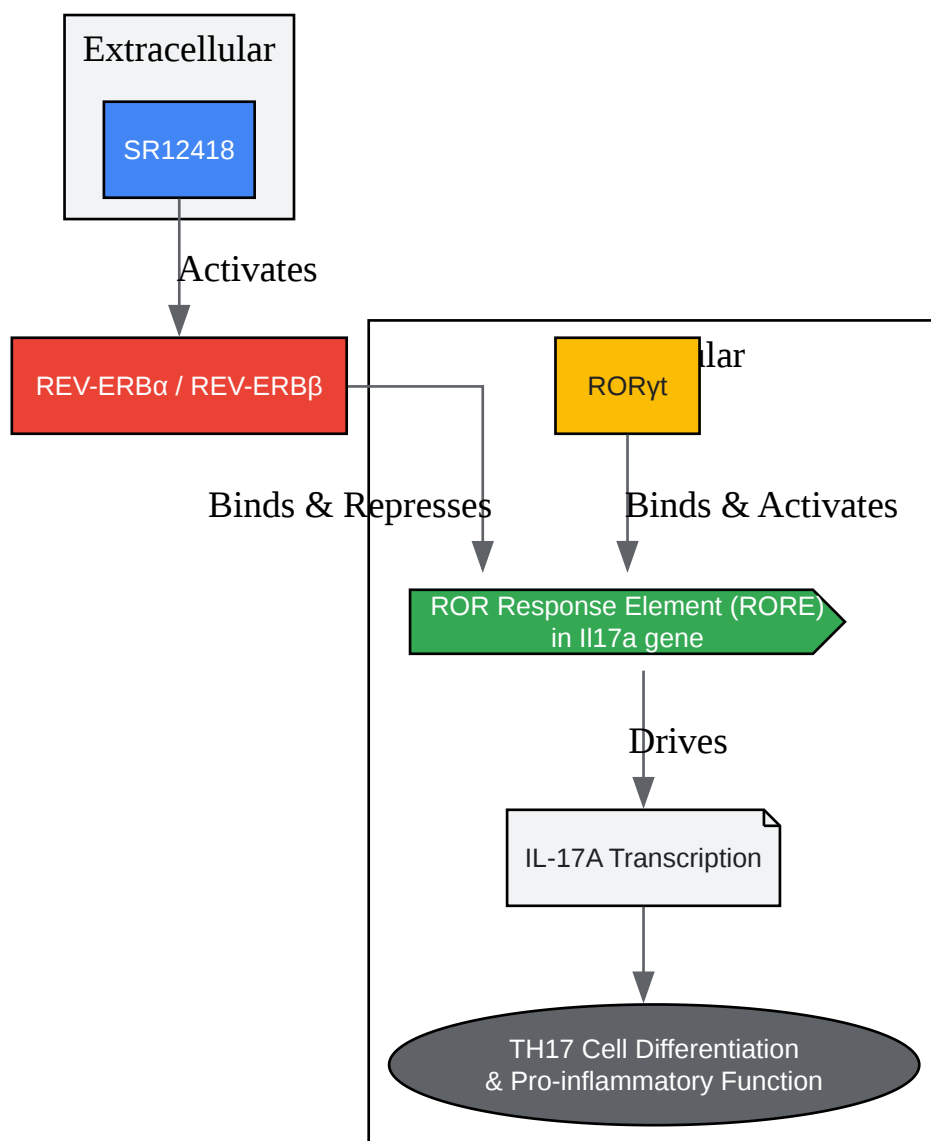 Extracellular
SR12418
Activates
REV-ERBα / REV-ERBβ
RORγt
Binds & Represses
Binds & Activates
ROR Response Element (RORE)
in Il17a gene
Drives
IL-17A Transcription
TH17 Cell Differentiation
& Pro-inflammatory Function